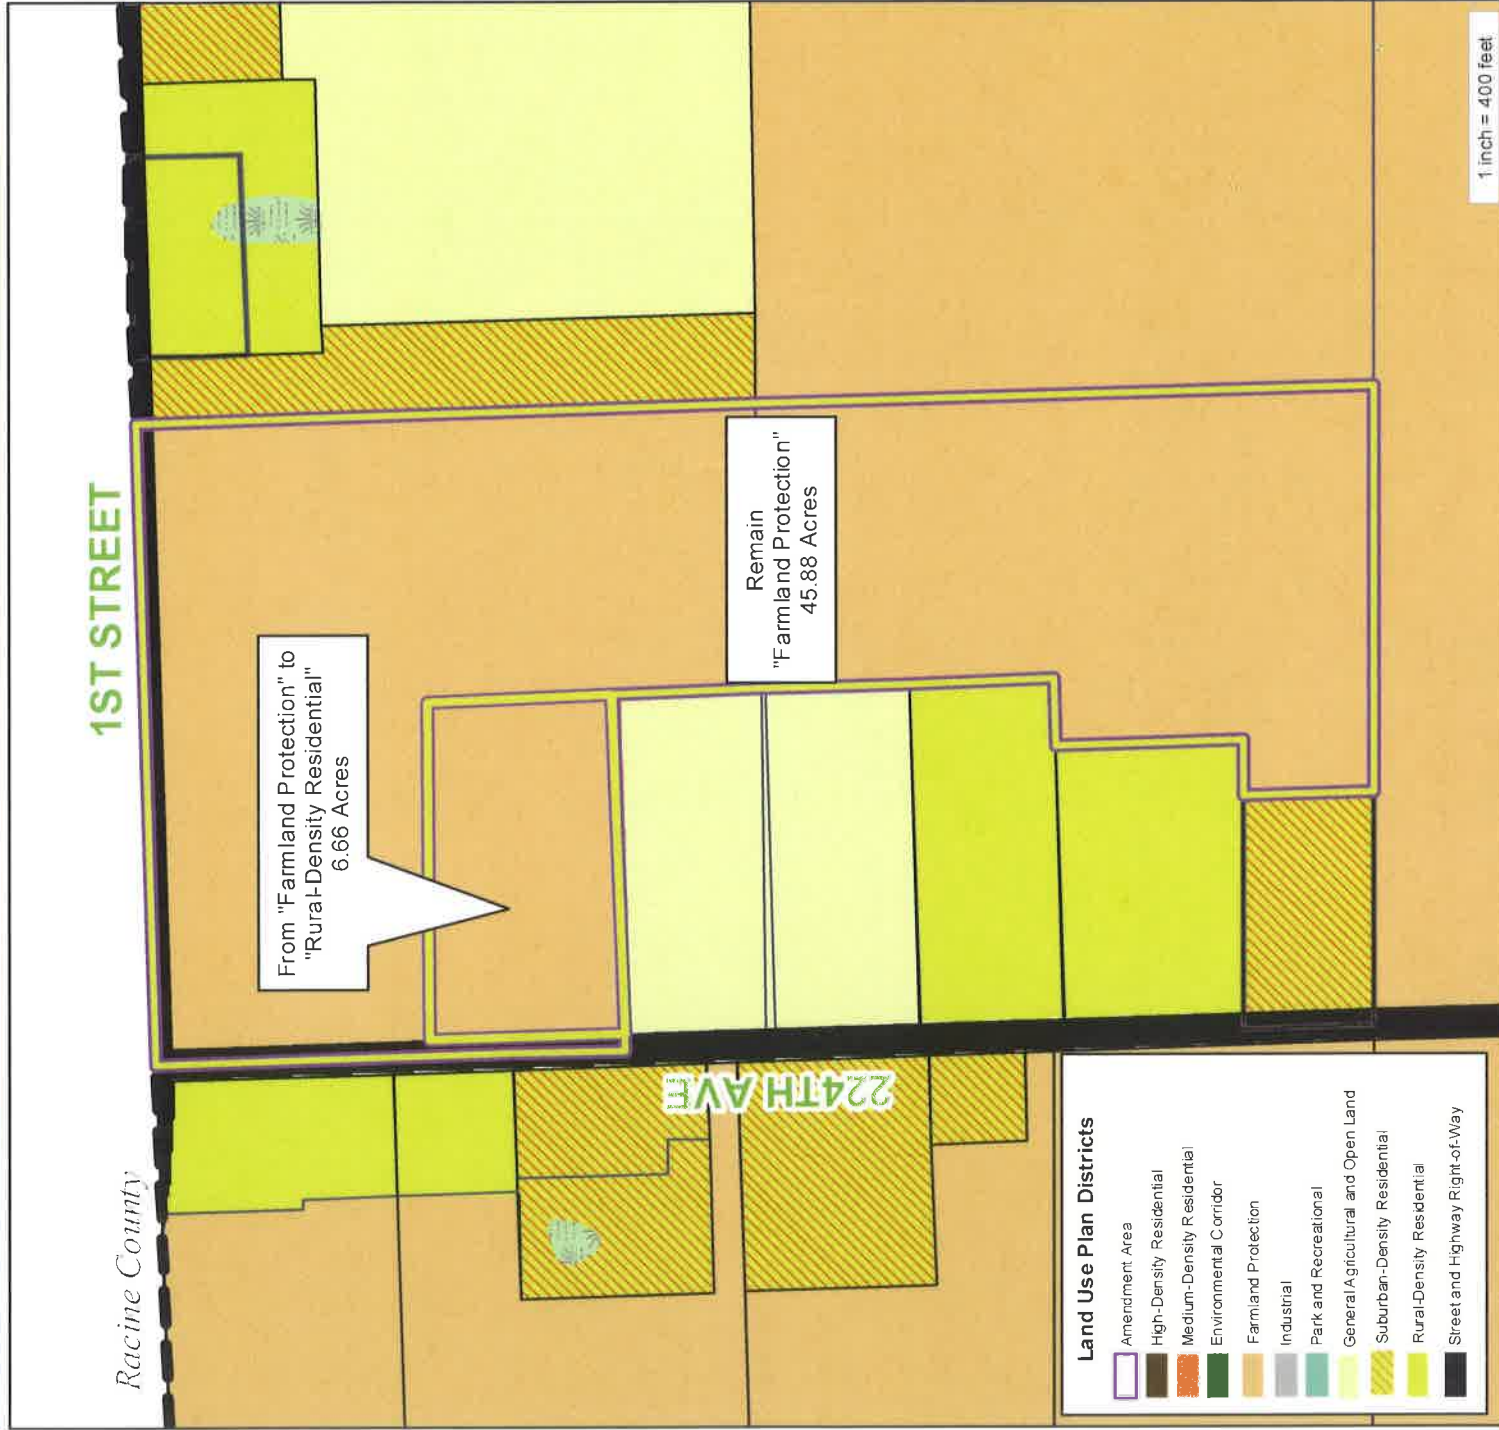 Racine County
1ST STREET
From "Farmland Protection" to
"Rural-Density Residential"
6.66 Acres
Remain
"Farmland Protection"
45.88 Acres
224TH AVE
Land Use Plan Districts
Amendment Area
High-Density Residential
Medium-Density Residential
Environmental Corridor
Farmland Protection
Industrial
Park and Recreational
General Agricultural and Open Land
Suburban-Density Residential
Rural-Density Residential
Street and Highway Right-of-Way
1 inch = 400 feet